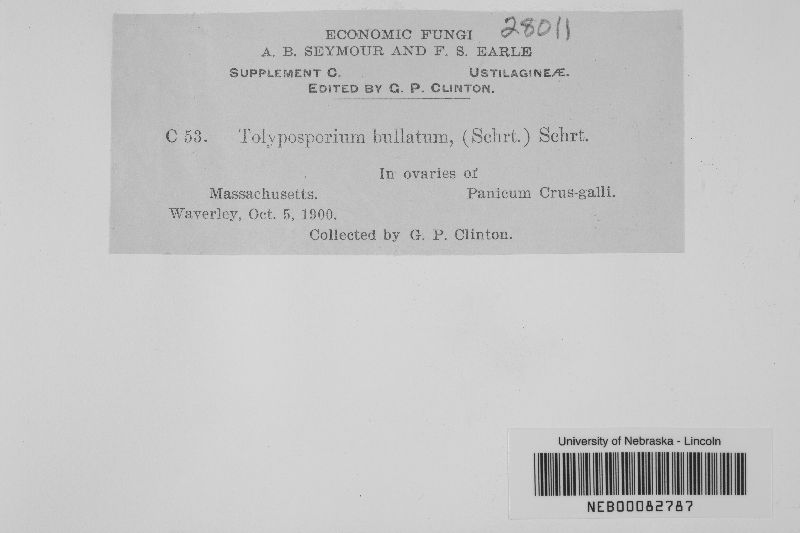 ECONOMIC FUNGI 28011
A. B. SEYMOUR AND F. S. EARLE
SUPPLEMENT C. USTILAGINEÆ.
EDITED BY G. P. CLINTON.
C 53. Tolyposporium bullatum, (Schrt.) Schrt.
In ovaries of
Massachusetts. Panicum Crus-galli.
Waverley, Oct. 5, 1900.
Collected by G. P. Clinton.
University of Nebraska - Lincoln
NEB00082787